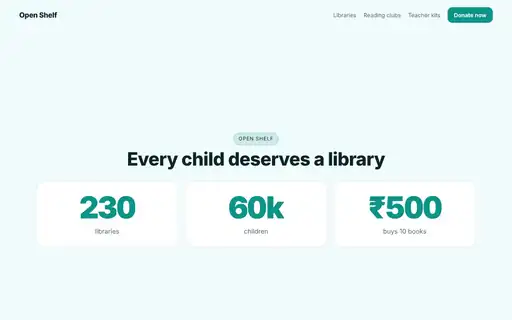 Open Shelf
Libraries Reading clubs Teacher kits Donate now
OPEN SHELF
Every child deserves a library
230 60k ₹500
libraries children buys 10 books